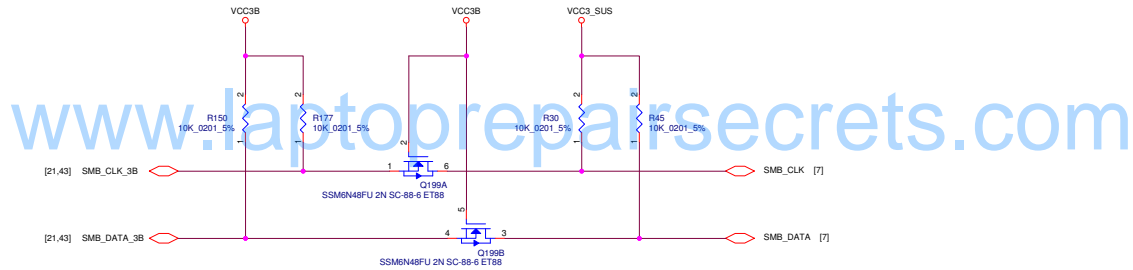 VCC3B
VCC3B
VCC3_SUS
2
2
2
2
R150
10K_0201_5%
R177
10K_0201_5%
R30
10K_0201_5%
R45
10K_0201_5%
www.laptoprepairsecrets.com
1
1
1
1
2
[21,43] SMB_CLK_3B
1
6
SMB_CLK [7]
Q199A
SSM6N48FU 2N SC-88-6 ET88
5
[21,43] SMB_DATA_3B
4
3
SMB_DATA [7]
Q199B
SSM6N48FU 2N SC-88-6 ET88